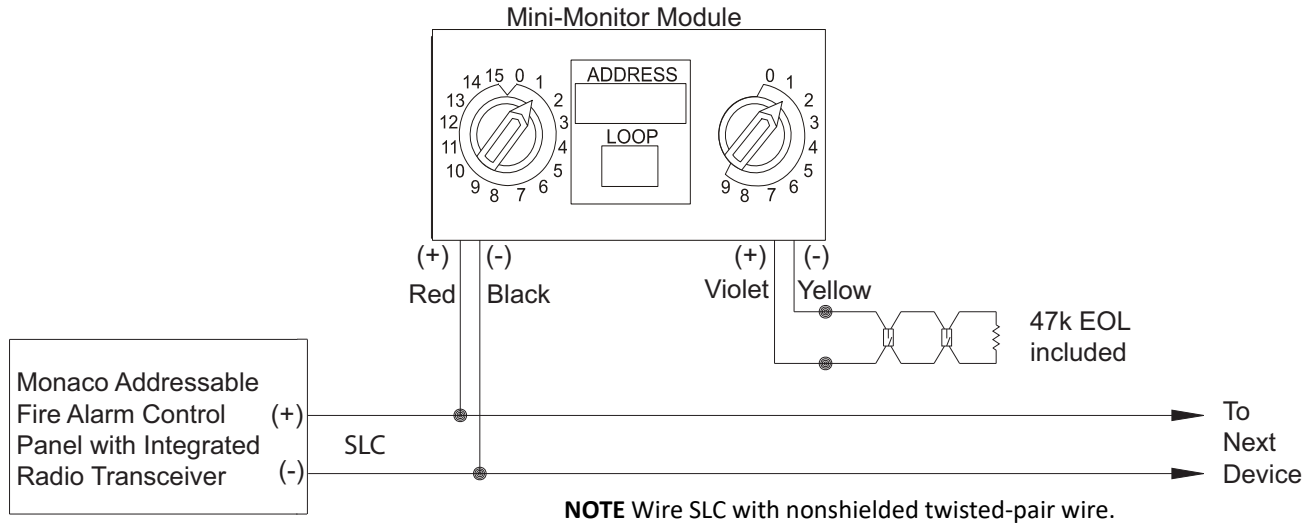 Mini-Monitor Module
ADDRESS
LOOP
0
1
2
3
4
5
6
7
8
9
10
11
12
13
14
15
0
1
2
3
4
5
6
7
8
9
(+)
(-)
Red
Black
(+)
(-)
Violet
Yellow
47k EOL
included
Monaco Addressable
Fire Alarm Control
Panel with Integrated
Radio Transceiver
(+)
(-)
SLC
To
Next
Device
NOTE Wire SLC with nonshielded twisted-pair wire.